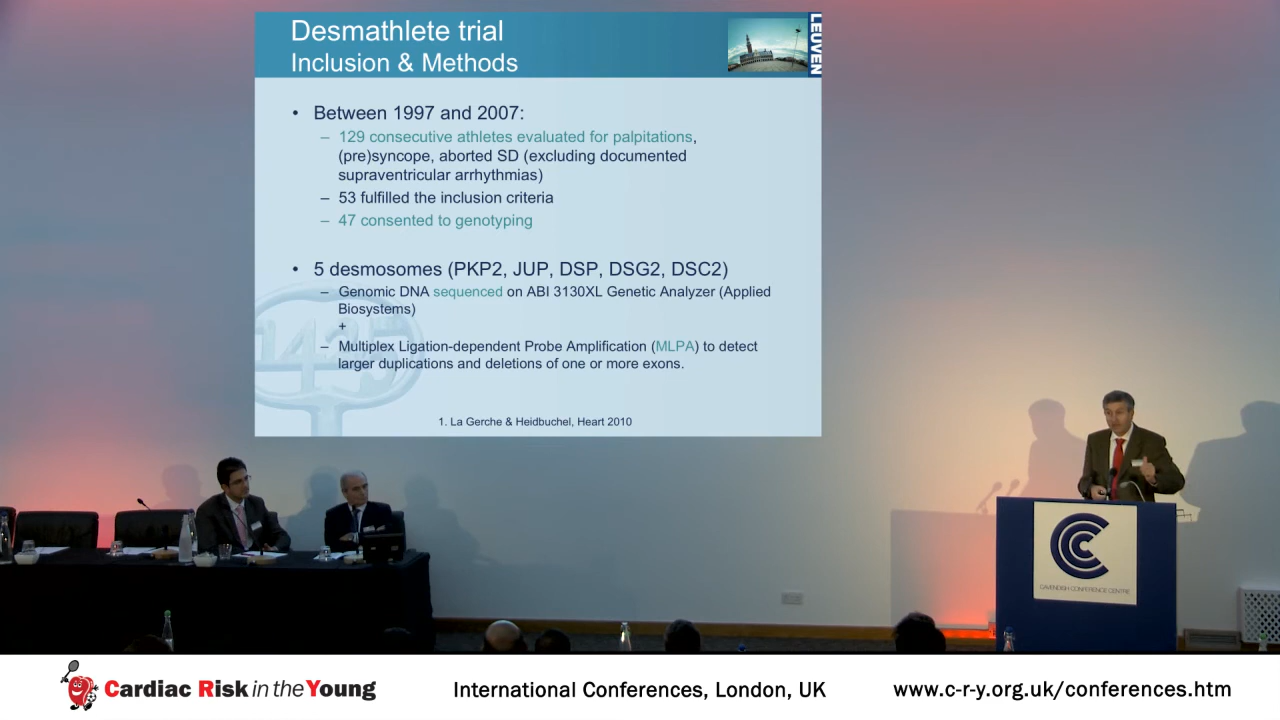 Desmathlete trial
Inclusion & Methods
LEUVEN
• Between 1997 and 2007:
– 129 consecutive athletes evaluated for palpitations,
(pre)syncope, aborted SD (excluding documented
supraventricular arrhythmias)
– 53 fulfilled the inclusion criteria
– 47 consented to genotyping
• 5 desmosomes (PKP2, JUP, DSP, DSG2, DSC2)
– Genomic DNA sequenced on ABI 3130XL Genetic Analyzer (Applied
Biosystems)
+
– Multiplex Ligation-dependent Probe Amplification (MLPA) to detect
larger duplications and deletions of one or more exons.
1425
1. La Gerche & Heidbuchel, Heart 2010
CAVENDISH CONFERENCE CENTRE
Cardiac Risk in the Young
International Conferences, London, UK
www.c-r-y.org.uk/conferences.htm